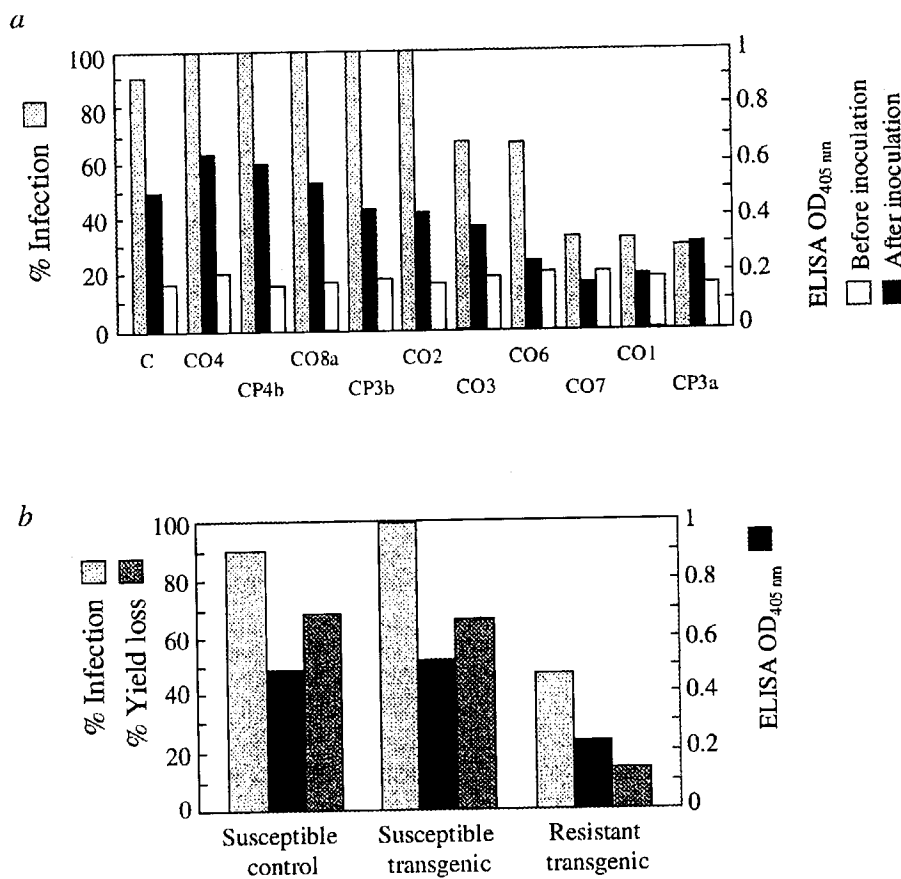 a
100
80
60
40
20
0
% Infection
1
0.8
0.6
0.4
0.2
0
ELISA OD405 nm
Before inoculation
After inoculation
C CO4 CO8a CO2 CO6 CO1
CP4b CP3b CO3 CO7 CP3a
b
100
80
60
40
20
0
% Infection
% Yield loss
1
0.8
0.6
0.4
0.2
0
ELISA OD405 nm
Susceptible Susceptible Resistant
control transgenic transgenic